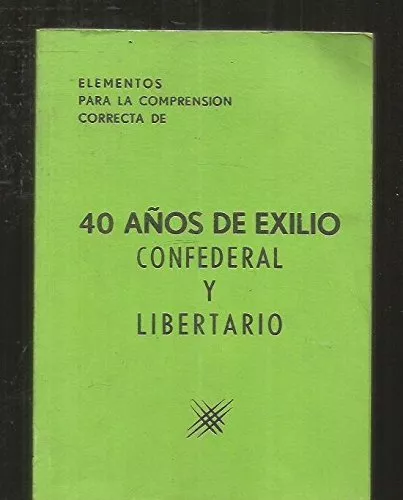 ELEMENTOS
PARA LA COMPRENSION
CORRECTA DE
40 AÑOS DE EXILIO
CONFEDERAL
Y
LIBERTARIO